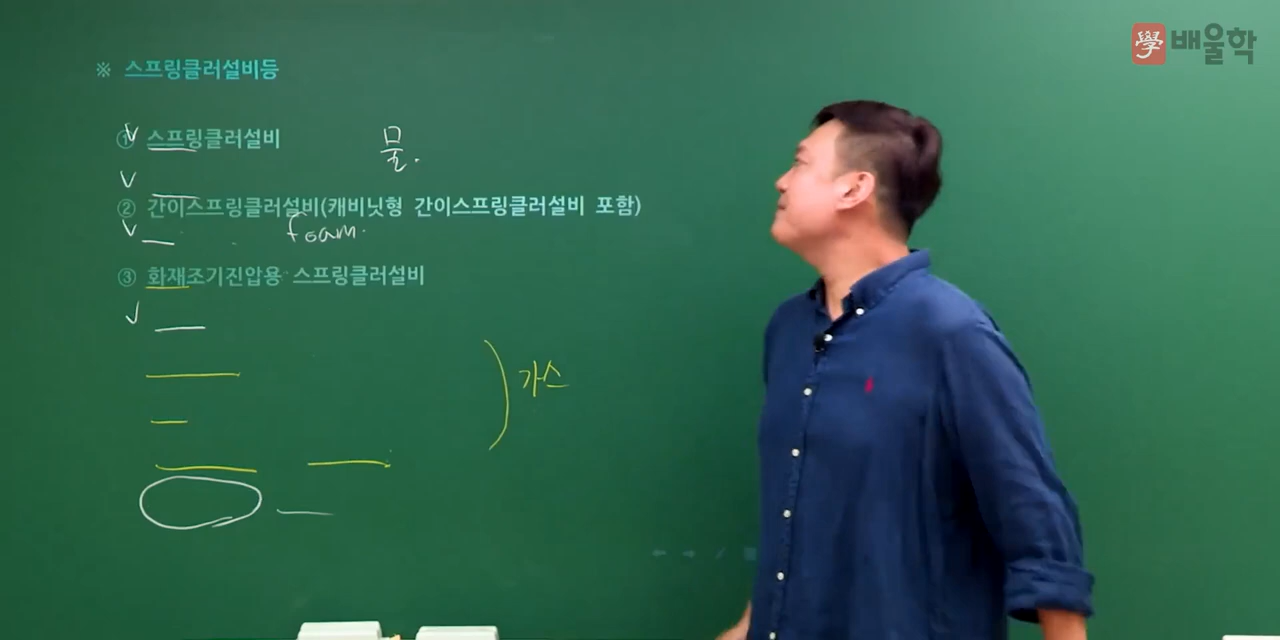 學 배울학
※ 스프링클러설비등
① 스프링클러설비
물.
② 간이스프링클러설비(캐비닛형 간이스프링클러설비 포함)
foam.
③ 화재조기진압용 스프링클러설비
가스